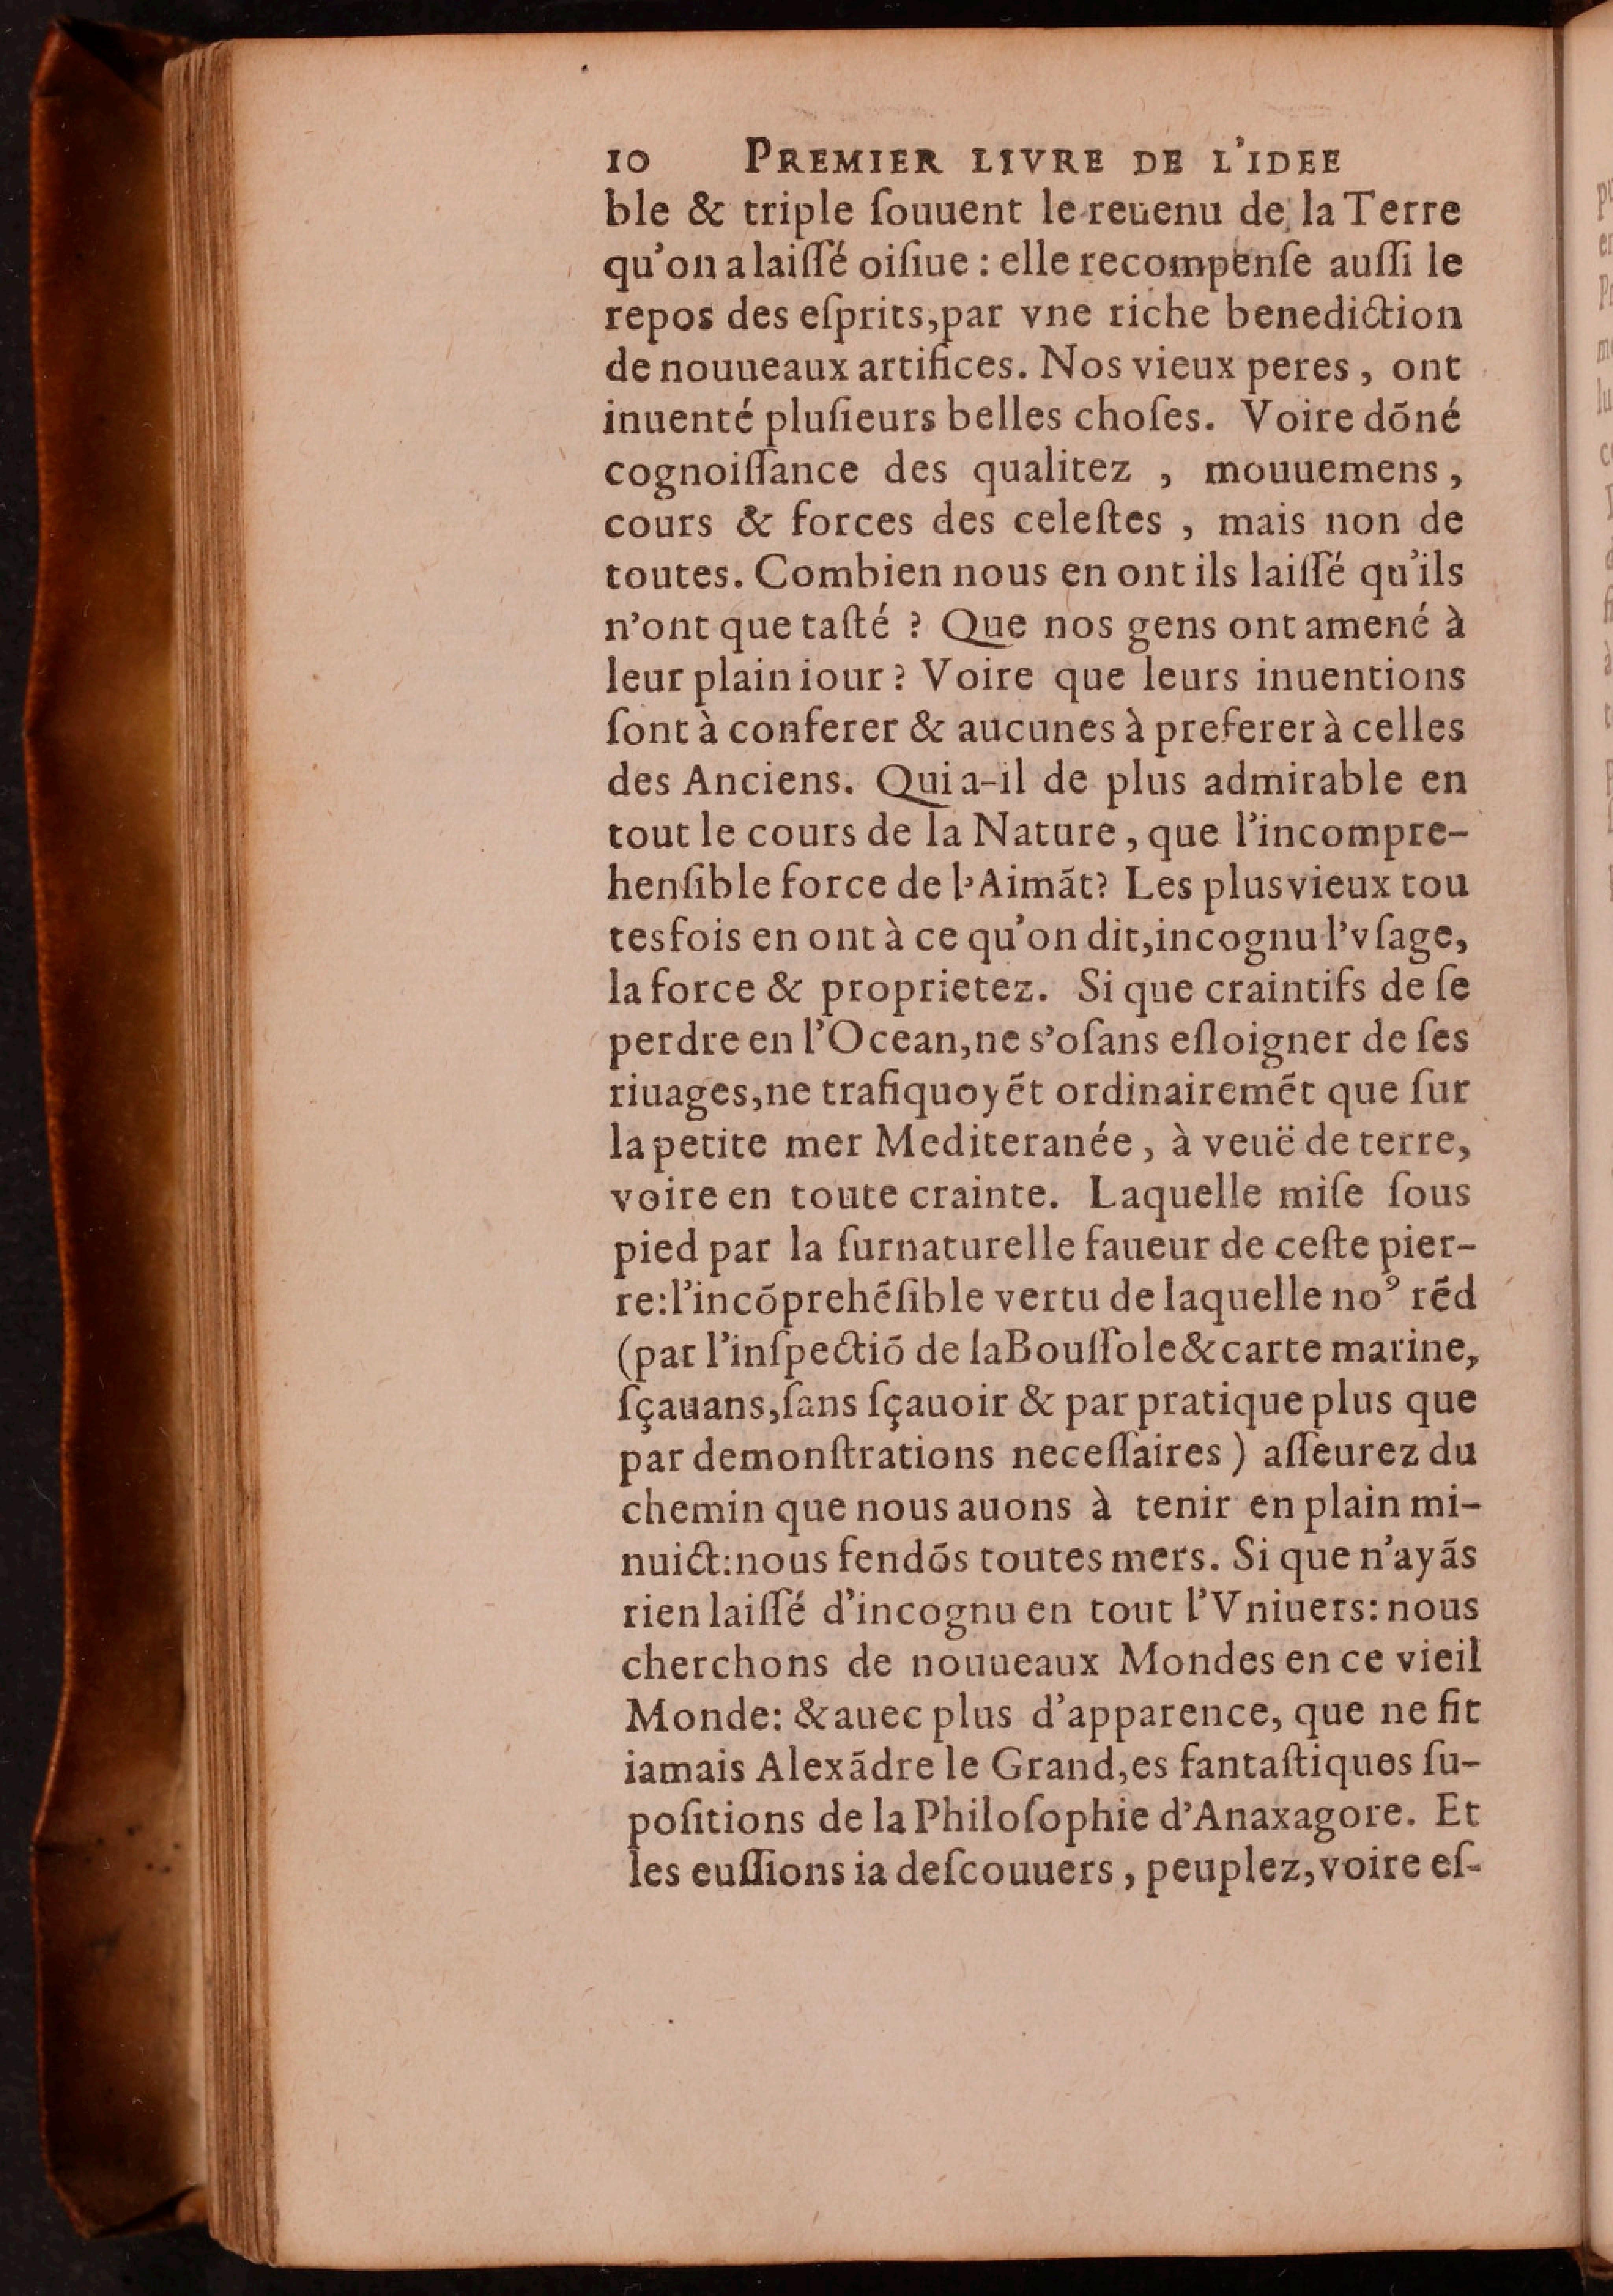 10 PREMIER LIVRE DE L'IDEE
ble & triple ſouuent le reuenu de la Terre
qu'on a laiſſé oiſiue : elle recompenſe auſſi le
repos des eſprits,par vne riche benediction
de nouueaux artifices. Nos vieux peres , ont
inuenté pluſieurs belles choſes. Voire dõné
cognoiſſance des qualitez , mouuemens,
cours & forces des celeſtes , mais non de
toutes. Combien nous en ont ils laiſſé qu'ils
n'ont que taſté ? Que nos gens ont amené à
leur plain iour ? Voire que leurs inuentions
ſont à conferer & aucunes à preferer à celles
des Anciens. Qui a-il de plus admirable en
tout le cours de la Nature, que l'incompre-
henſible force de l'Aimãt? Les plus vieux tou
tesfois en ont à ce qu'on dit,incognu l'vſage,
la force & proprietez. Si que craintifs de ſe
perdre en l'Ocean,ne s'oſans eſloigner de ſes
riuages,ne trafiquoyẽt ordinairemẽt que ſur
la petite mer Mediteranée, à veuë de terre,
voire en toute crainte. Laquelle miſe ſous
pied par la ſurnaturelle faueur de ceſte pier-
re:l'incõprehẽſible vertu de laquelle noꝰ rẽd
(par l'inſpectiõ de la Bouſſole & carte marine,
ſçauans,ſans ſçauoir & par pratique plus que
par demonſtrations neceſſaires) aſſeurez du
chemin que nous auons à tenir en plain mi-
nuict:nous fendõs toutes mers. Si que n'ayãs
rien laiſſé d'incognu en tout l'Vniuers: nous
cherchons de nouueaux Mondes en ce vieil
Monde: & auec plus d'apparence, que ne fit
iamais Alexãdre le Grand,es fantaſtiques ſu-
poſitions de la Philoſophie d'Anaxagore. Et
les euſſions ia deſcouuers, peuplez, voire eſ-